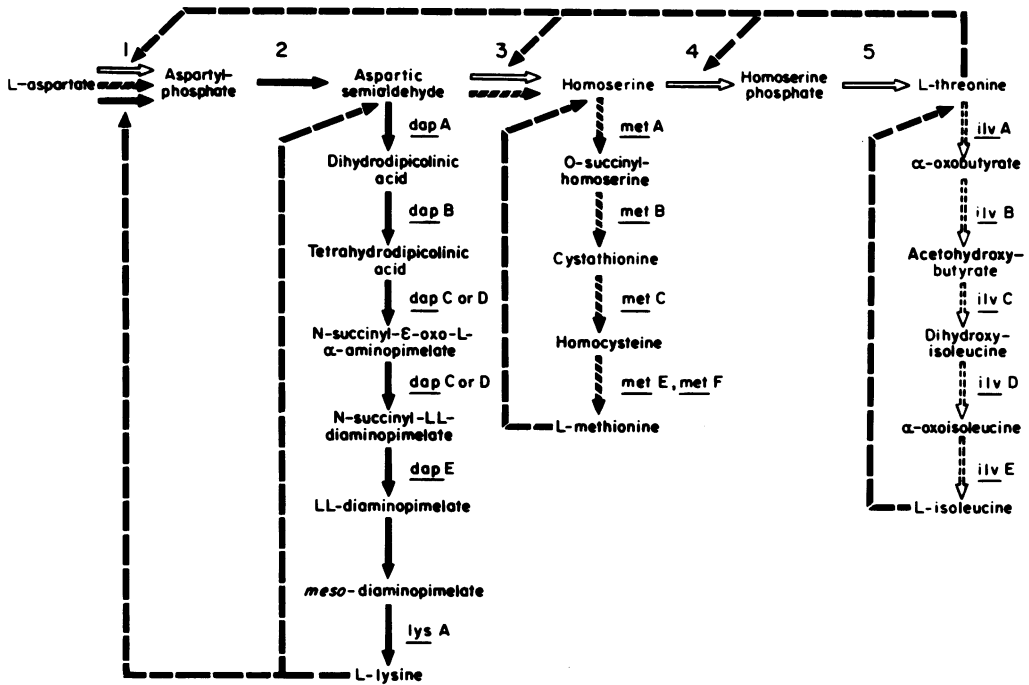 1
2
3
4
5
L-aspartate
Aspartyl-
phosphate
Aspartic
semialdehyde
Homoserine
Homoserine
phosphate
L-threonine
dap A
Dihydrodipicolinic
acid
dap B
Tetrahydrodipicolinic
acid
dap C or D
N-succinyl-Ɛ-oxo-L-
α-aminopimelate
dap C or D
N-succinyl-LL-
diaminopimelate
dap E
LL-diaminopimelate
meso-diaminopimelate
lys A
L-lysine
met A
O-succinyl-
homoserine
met B
Cystathionine
met C
Homocysteine
met E, met F
L-methionine
ilv A
α-oxobutyrate
ilv B
Acetohydroxy-
butyrate
ilv C
Dihydroxy-
isoleucine
ilv D
α-oxoisoleucine
ilv E
L-isoleucine